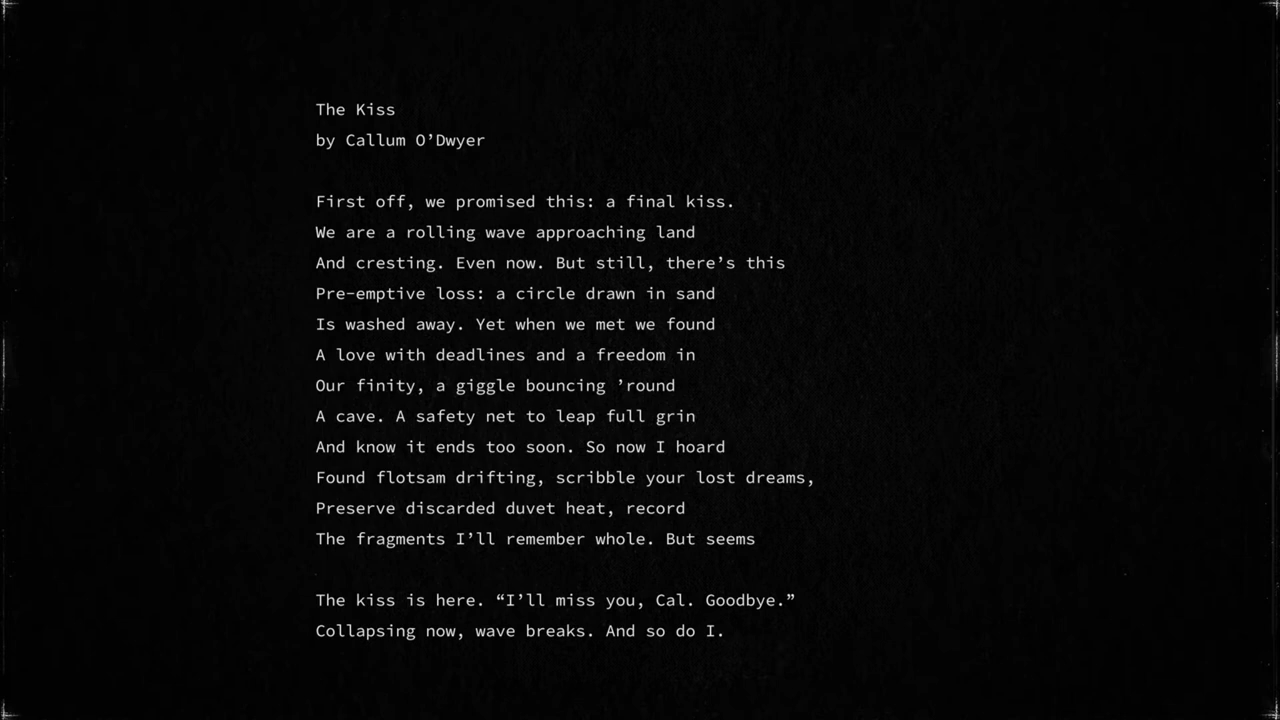 The Kiss
by Callum O’Dwyer
First off, we promised this: a final kiss.
We are a rolling wave approaching land
And cresting. Even now. But still, there’s this
Pre-emptive loss: a circle drawn in sand
Is washed away. Yet when we met we found
A love with deadlines and a freedom in
Our finity, a giggle bouncing ’round
A cave. A safety net to leap full grin
And know it ends too soon. So now I hoard
Found flotsam drifting, scribble your lost dreams,
Preserve discarded duvet heat, record
The fragments I’ll remember whole. But seems
The kiss is here. “I’ll miss you, Cal. Goodbye.”
Collapsing now, wave breaks. And so do I.